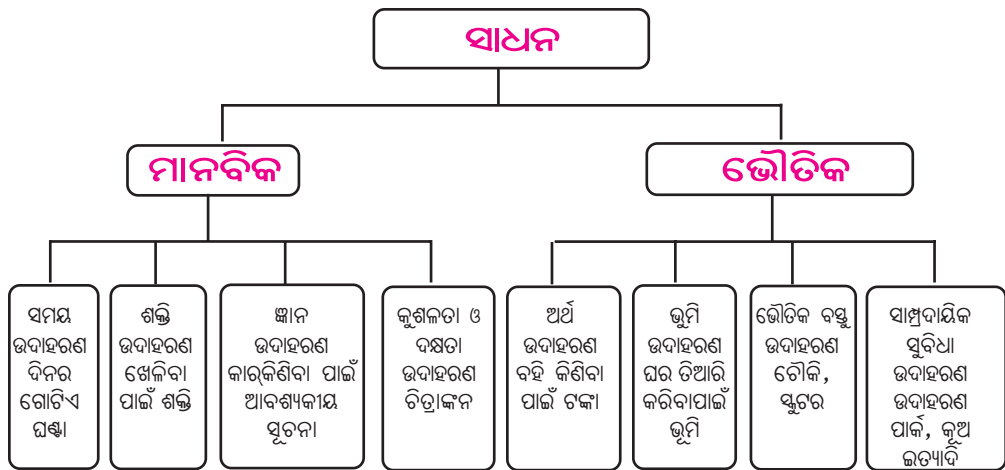 ସାଧନ
ମାନବିକ
ଭୌତିକ
ସମୟ
ଉଦାହରଣ
ଦିନର
ଗୋଟିଏ
ଘଣ୍ଟା
ଶକ୍ତି
ଉଦାହରଣ
ଖେଳିବା
ପାଇଁ ଶକ୍ତି
ଜ୍ଞାନ
ଉଦାହରଣ
କାର୍‌କିଣିବା ପାଇଁ
ଆବଶ୍ୟକୀୟ
ସୂଚନା
କୁଶଳତା ଓ
ଦକ୍ଷତା
ଉଦାହରଣ
ଚିତ୍ରାଙ୍କନ
ଅର୍ଥ
ଉଦାହରଣ
ବହି କିଣିବା
ପାଇଁ ଟଙ୍କା
ଭୁମି
ଉଦାହରଣ
ଘର ତିଆରି
କରିବାପାଇଁ
ଭୂମି
ଭୌତିକ ବସ୍ତୁ
ଉଦାହରଣ
ଚୌକି,
ସ୍କୁଟର
ସାମ୍ପ୍ରଦାୟିକ
ସୁବିଧା
ଉଦାହରଣ
ଉଦାହରଣ
ପାର୍କ, କୂଅ
ଇତ୍ୟାଦି